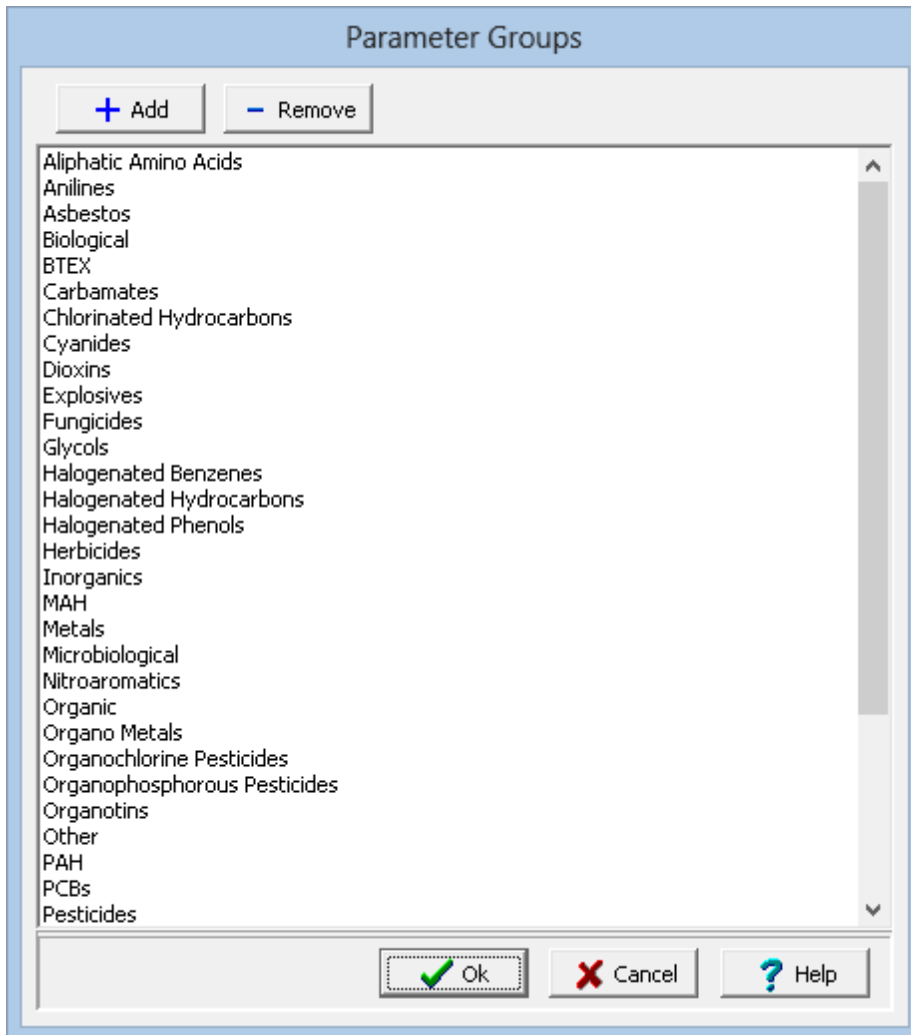 Parameter Groups
Add
Remove
Aliphatic Amino Acids
Anilines
Asbestos
Biological
BTEX
Carbamates
Chlorinated Hydrocarbons
Cyanides
Dioxins
Explosives
Fungicides
Glycols
Halogenated Benzenes
Halogenated Hydrocarbons
Halogenated Phenols
Herbicides
Inorganics
MAH
Metals
Microbiological
Nitroaromatics
Organic
Organo Metals
Organochlorine Pesticides
Organophosphorous Pesticides
Organotins
Other
PAH
PCBs
Pesticides
Ok
Cancel
Help